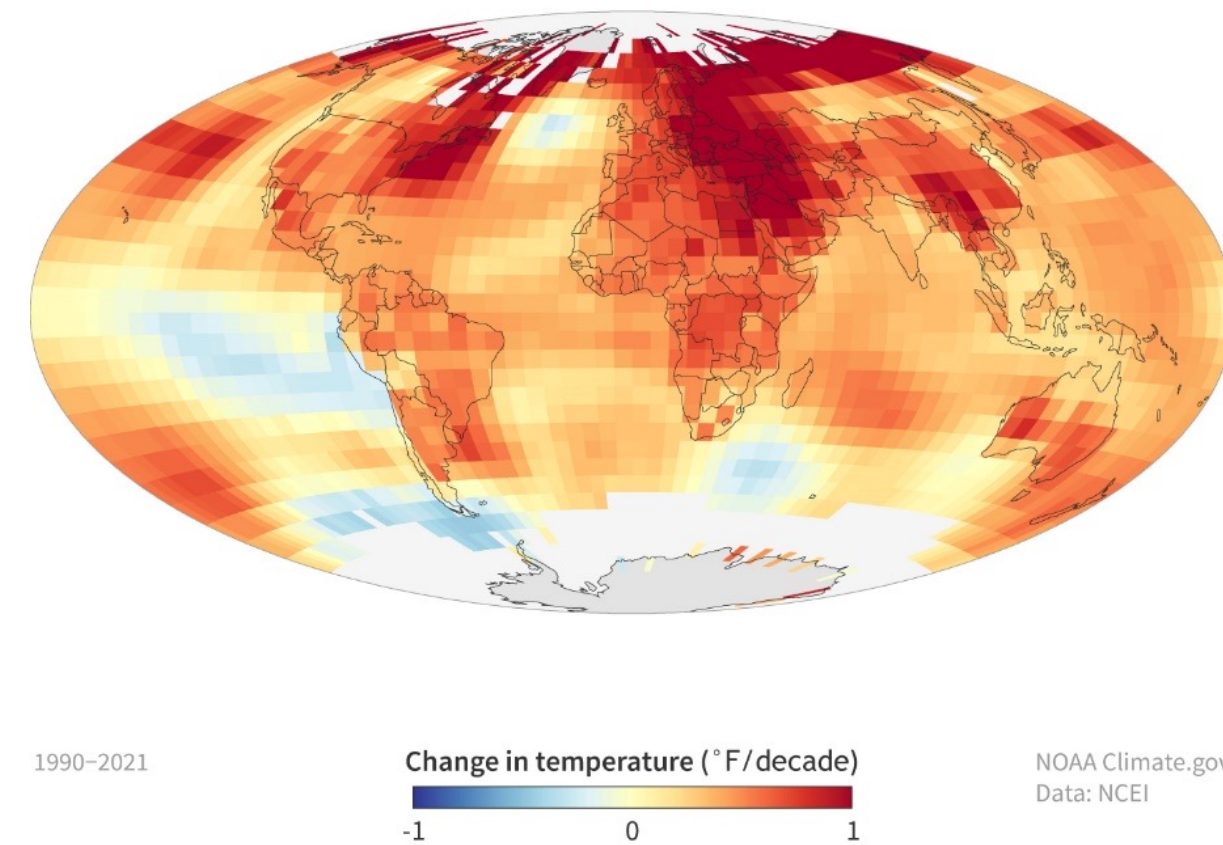 1990–2021
Change in temperature (°F/decade)
-1 0 1
NOAA Climate.gov
Data: NCEI